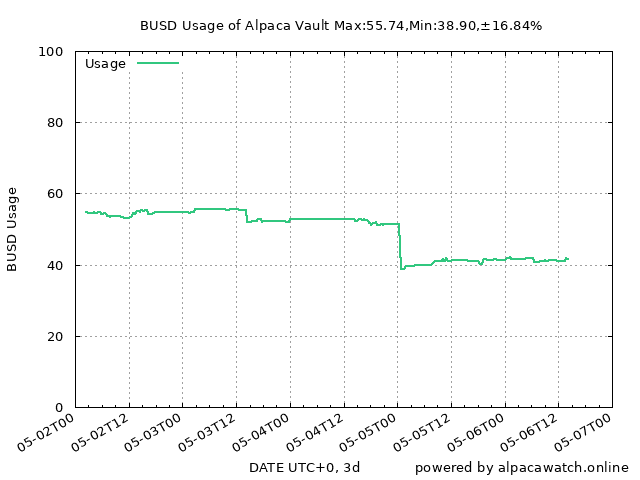 BUSD Usage of Alpaca Vault Max:55.74,Min:38.90,±16.84%
Usage
BUSD Usage
100
80
60
40
20
0
05-02T00
05-02T12
05-03T00
05-03T12
05-04T00
05-04T12
05-05T00
05-05T12
05-06T00
05-06T12
05-07T00
DATE UTC+0, 3d
powered by alpacawatch.online